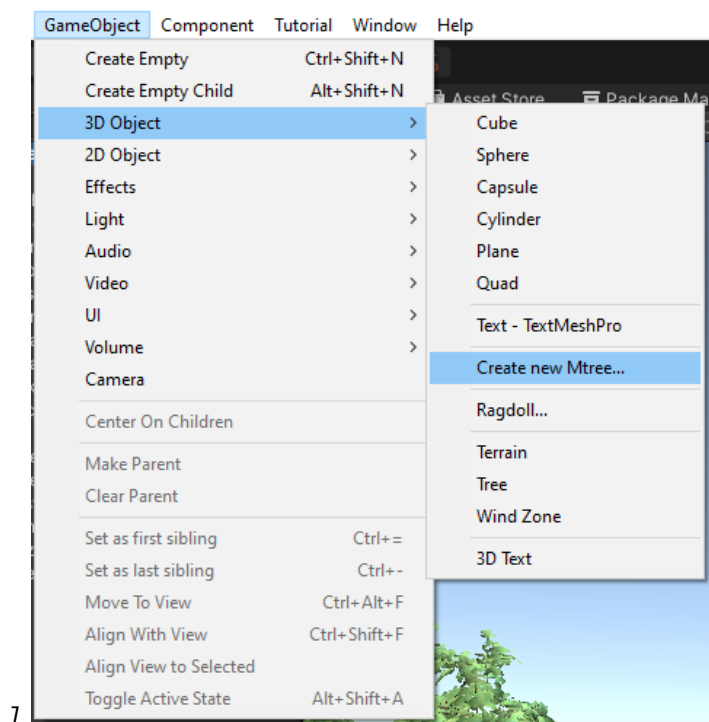 GameObject Component Tutorial Window Help
Create Empty Ctrl+Shift+N
Create Empty Child Alt+Shift+N
Asset Store Package Ma
3D Object >
2D Object >
Effects >
Light >
Audio >
Video >
UI >
Volume >
Camera
Center On Children
Make Parent
Clear Parent
Set as first sibling Ctrl+=
Set as last sibling Ctrl+-
Move To View Ctrl+Alt+F
Align With View Ctrl+Shift+F
Align View to Selected
Toggle Active State Alt+Shift+A
Cube
Sphere
Capsule
Cylinder
Plane
Quad
Text - TextMeshPro
Create new Mtree...
Ragdoll...
Terrain
Tree
Wind Zone
3D Text